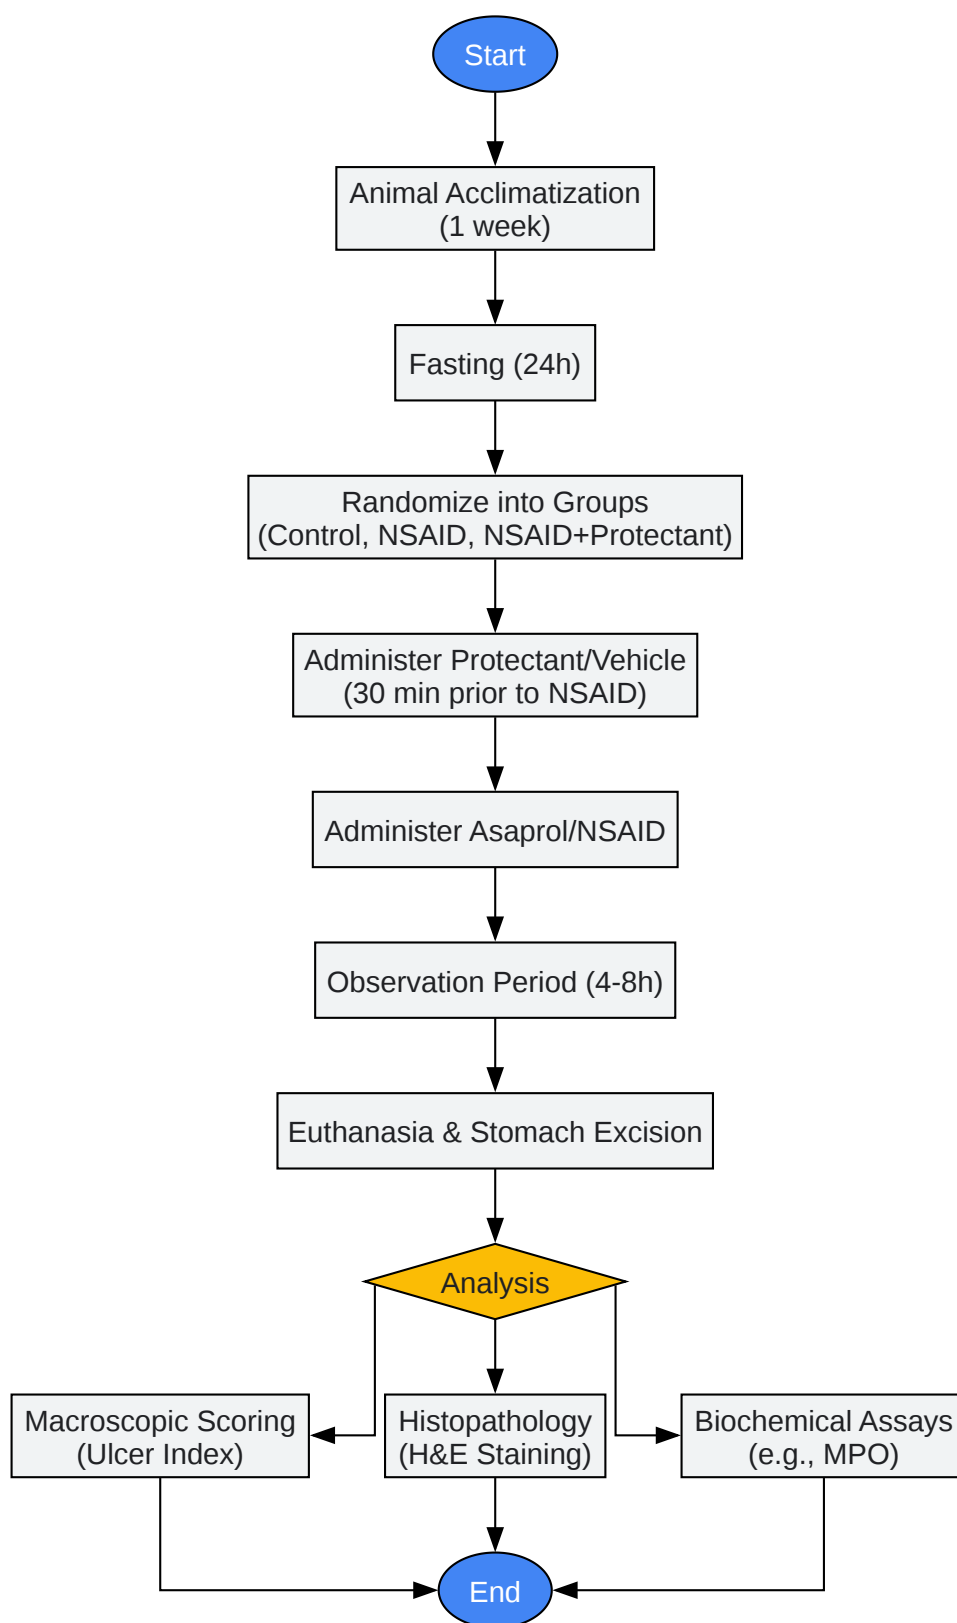 Start
Animal Acclimatization
(1 week)
Fasting (24h)
Randomize into Groups
(Control, NSAID, NSAID+Protectant)
Administer Protectant/Vehicle
(30 min prior to NSAID)
Administer Asaprol/NSAID
Observation Period (4-8h)
Euthanasia & Stomach Excision
Analysis
Macroscopic Scoring
(Ulcer Index)
Histopathology
(H&E Staining)
Biochemical Assays
(e.g., MPO)
End